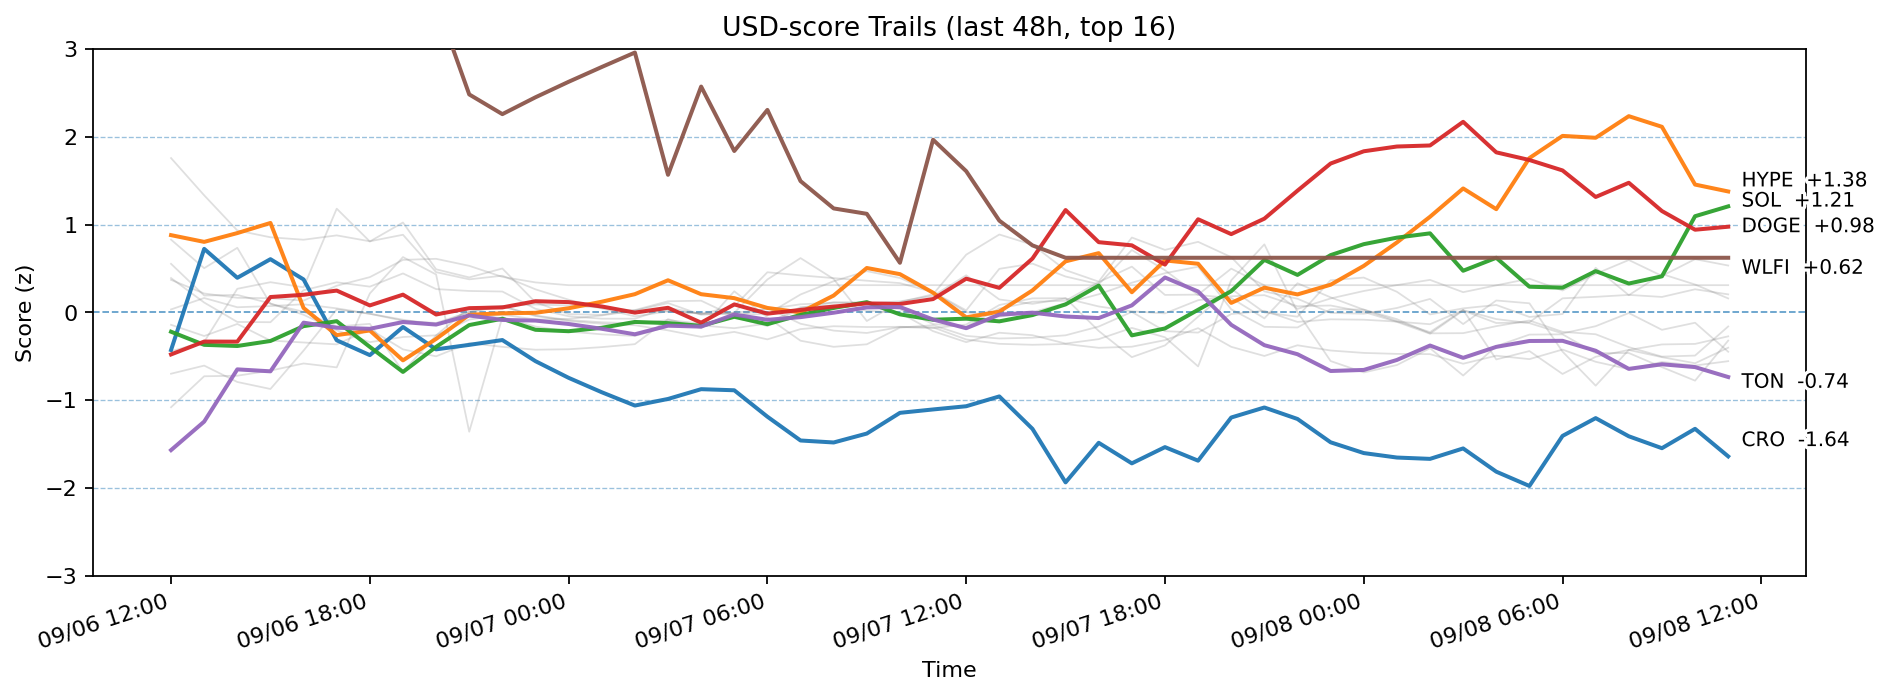 USD-score Trails (last 48h, top 16)
3
2
1
0
−1
−2
−3
Score (z)
HYPE +1.38
SOL +1.21
DOGE +0.98
WLFI +0.62
TON -0.74
CRO -1.64
09/06 12:00
09/06 18:00
09/07 00:00
09/07 06:00
09/07 12:00
09/07 18:00
09/08 00:00
09/08 06:00
09/08 12:00
Time